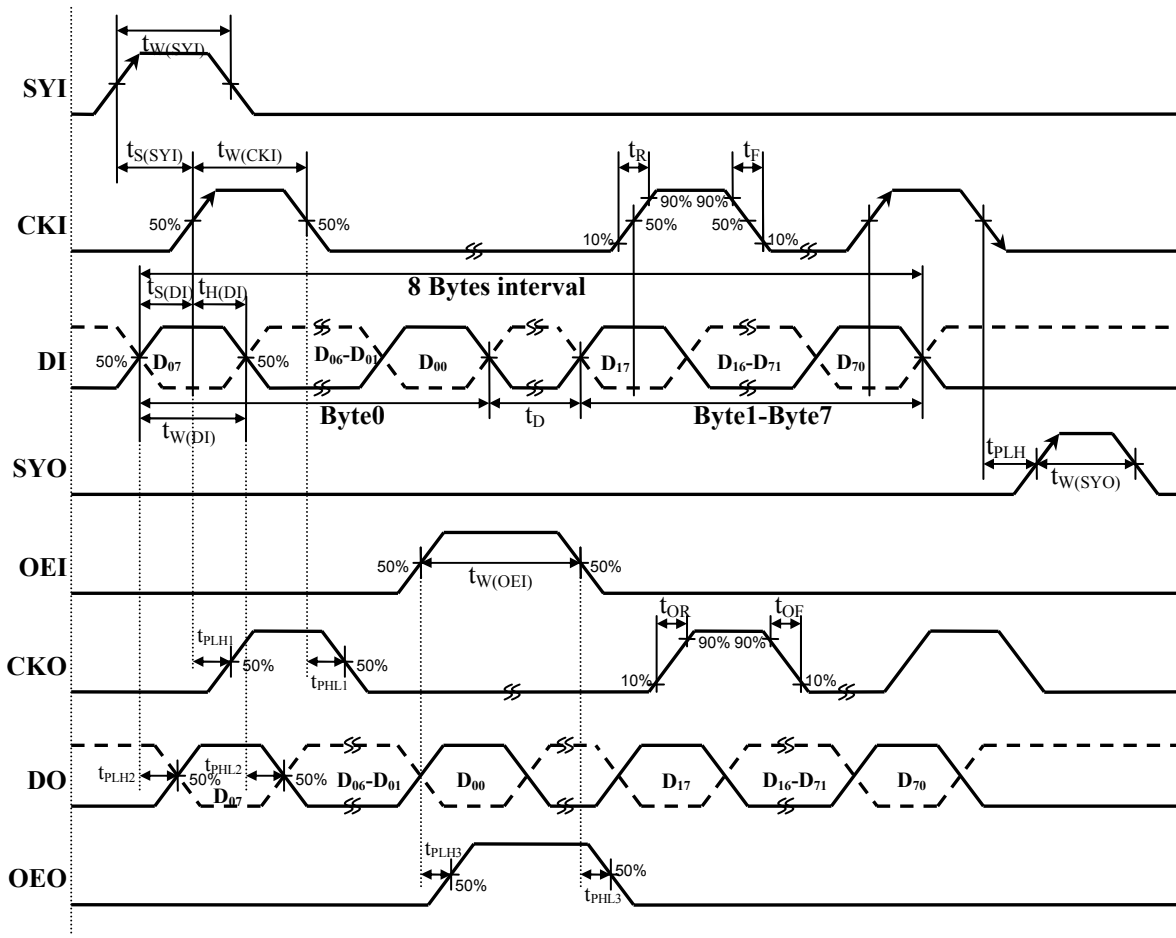 tW(SYI)
SYI
tS(SYI) tW(CKI) tR tF
CKI 50% 50% 10% 50% 90% 90% 50% 10%
8 Bytes interval
tS(DI) tH(DI)
DI 50% D07 50% D06-D01 D00 D17 D16-D71 D70
Byte0 tD Byte1-Byte7
tW(DI)
SYO tPLH tW(SYO)
OEI 50% tW(OEI) 50%
tOR tOF
CKO tPLH1 50% tPHL1 50% 10% 90% 90% 10%
DO tPLH2 50% D07 tPHL2 50% D06-D01 D00 D17 D16-D71 D70
OEO tPLH3 50% tPHL3 50%